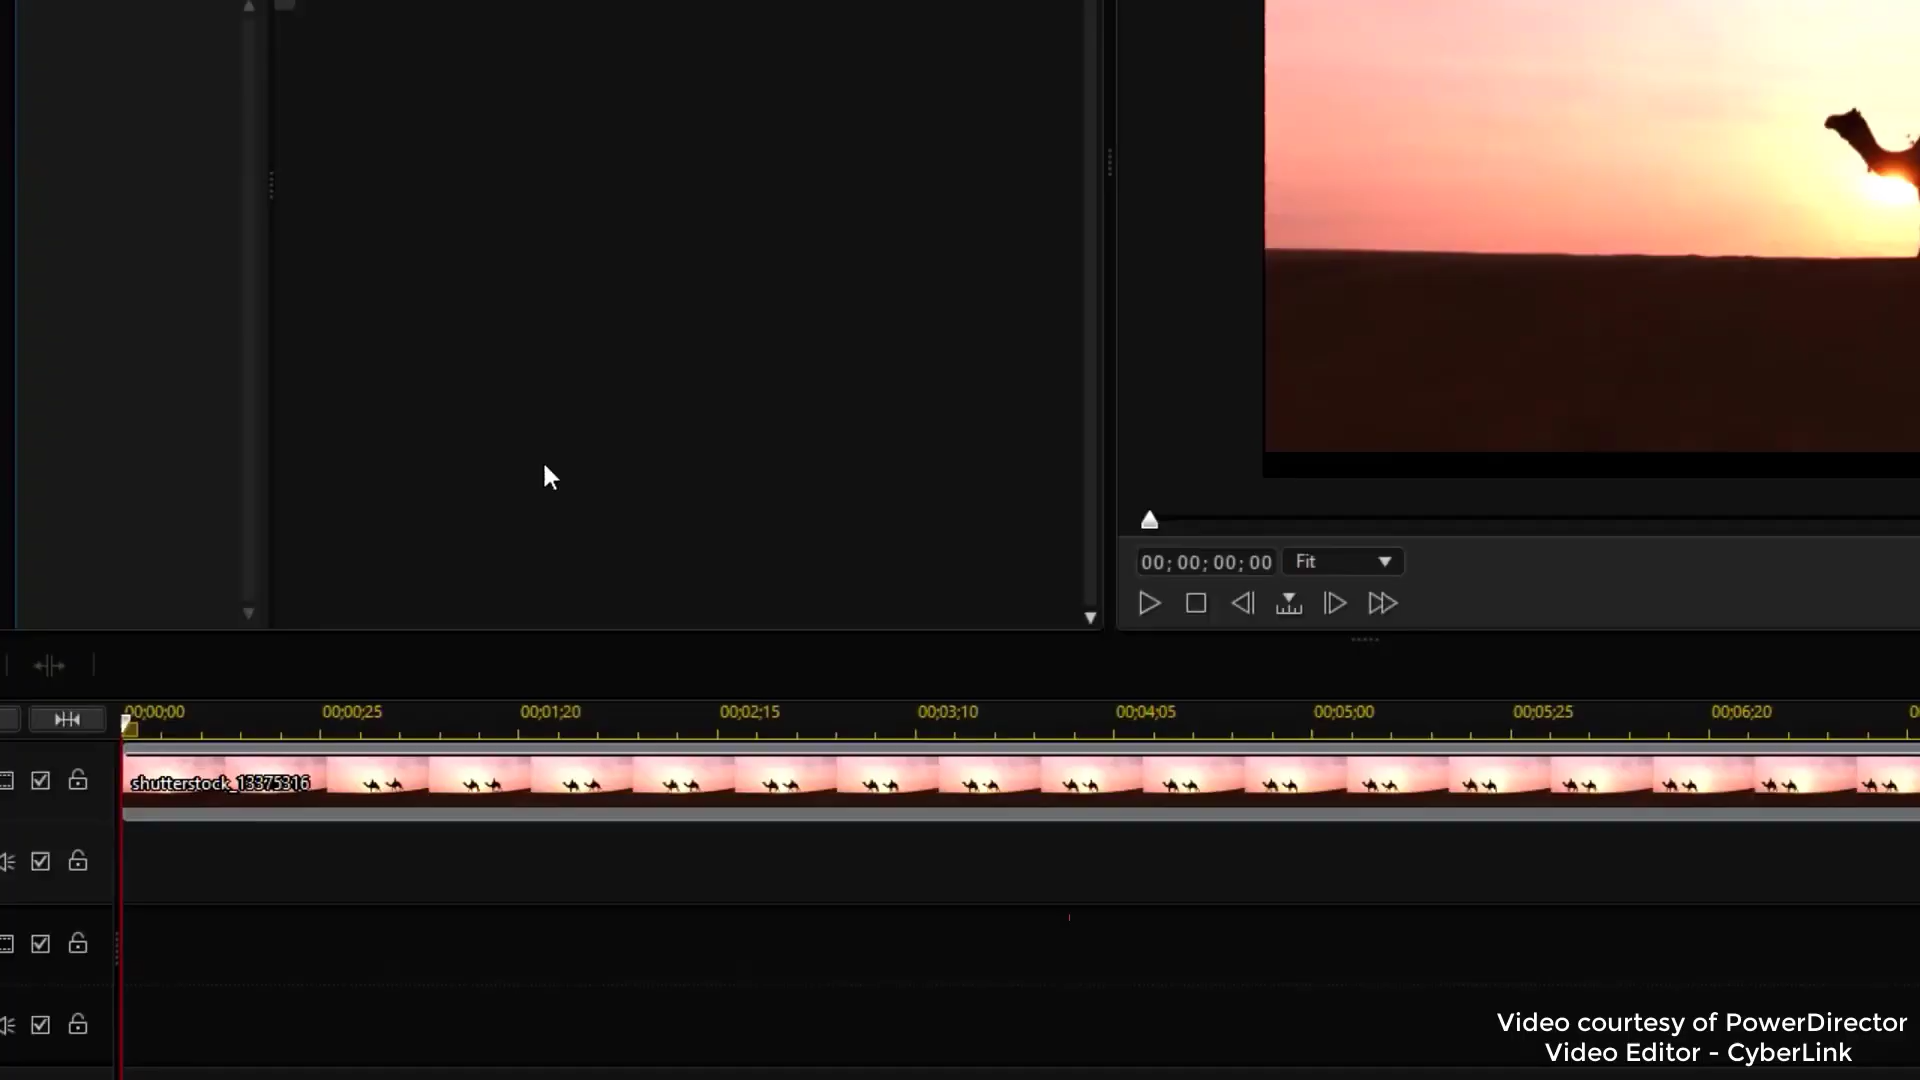 00;00;00;00 Fit
00;00;00 00;00;25 00;01;20 00;02;15 00;03;10 00;04;05 00;05;00 00;05;25 00;06;20
shutterstock_13375316
Video courtesy of PowerDirector
Video Editor - CyberLink